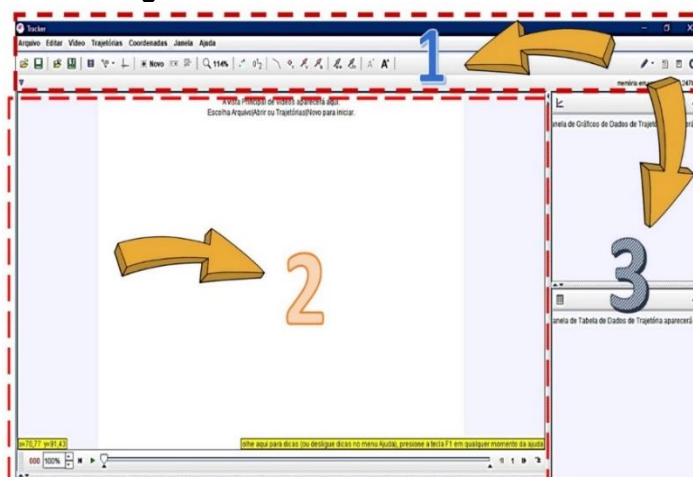 Tracker
Arquivo Editar Vídeo Trajetórias Coordenadas Janela Ajuda
Novo 114%
1
memória em
A Vista Principal de Vídeos aparecerá aqui.
Escolha Arquivo|Abrir ou Trajetórias|Novo para iniciar.
anela de Gráficos de Dados de
2
3
anela de Tabela de Dados de Trajetória aparecerá
x=70,77 y=91,43
olhe aqui para dicas (ou desligue dicas no menu Ajuda), pressione a tecla F1 em qualquer momento da ajuda
000 100% 1